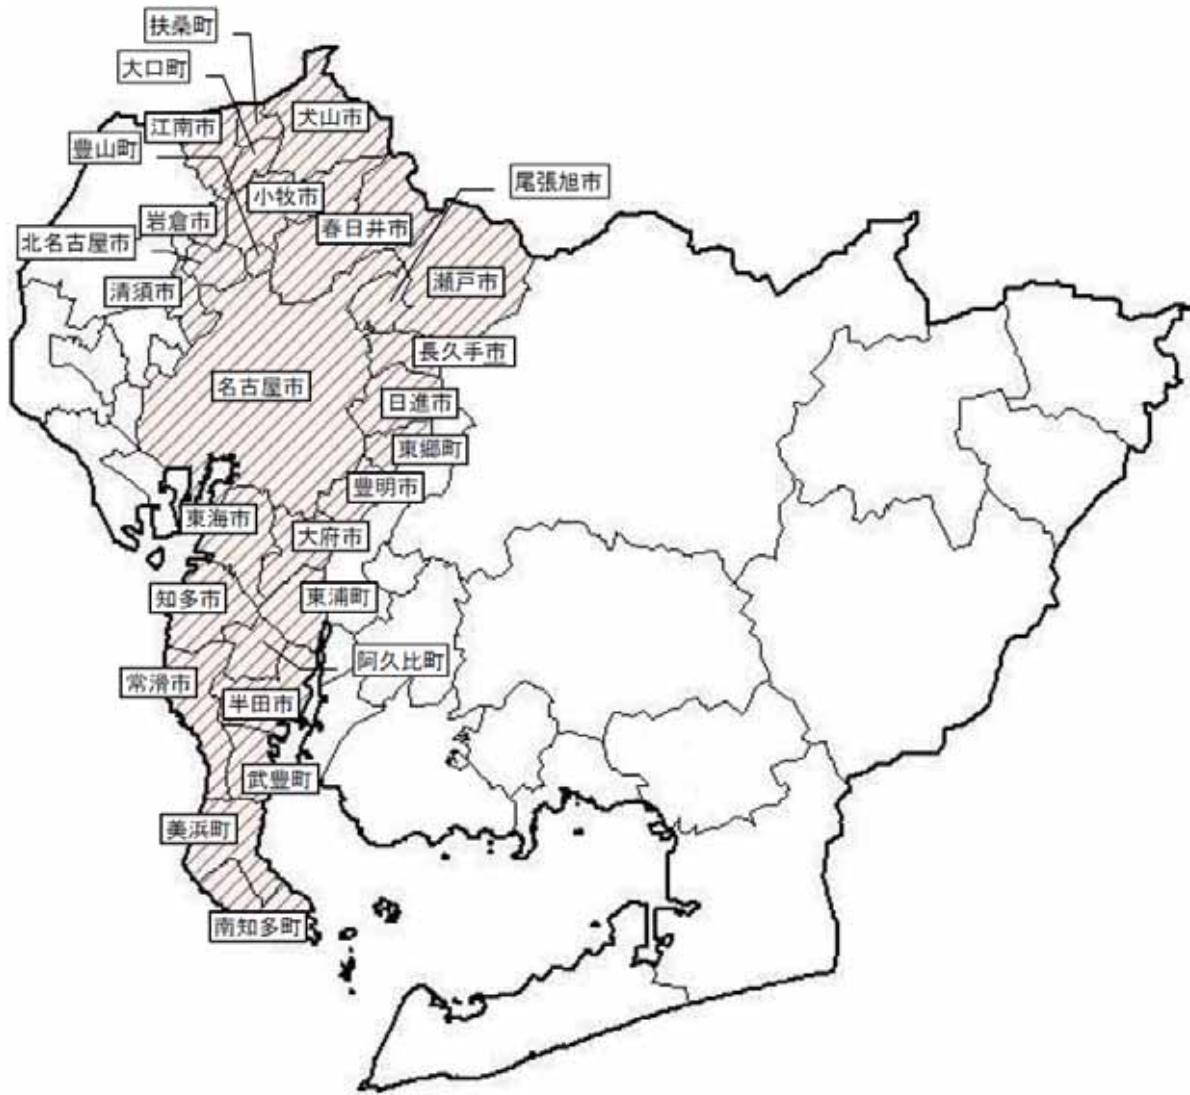 扶桑町
大口町
犬山市
江南市
豊山町
尾張旭市
小牧市
岩倉市
春日井市
北名古屋市
瀬戸市
清須市
長久手市
名古屋市
日進市
東郷町
豊明市
東海市
大府市
知多市
東浦町
阿久比町
常滑市
半田市
武豊町
美浜町
南知多町